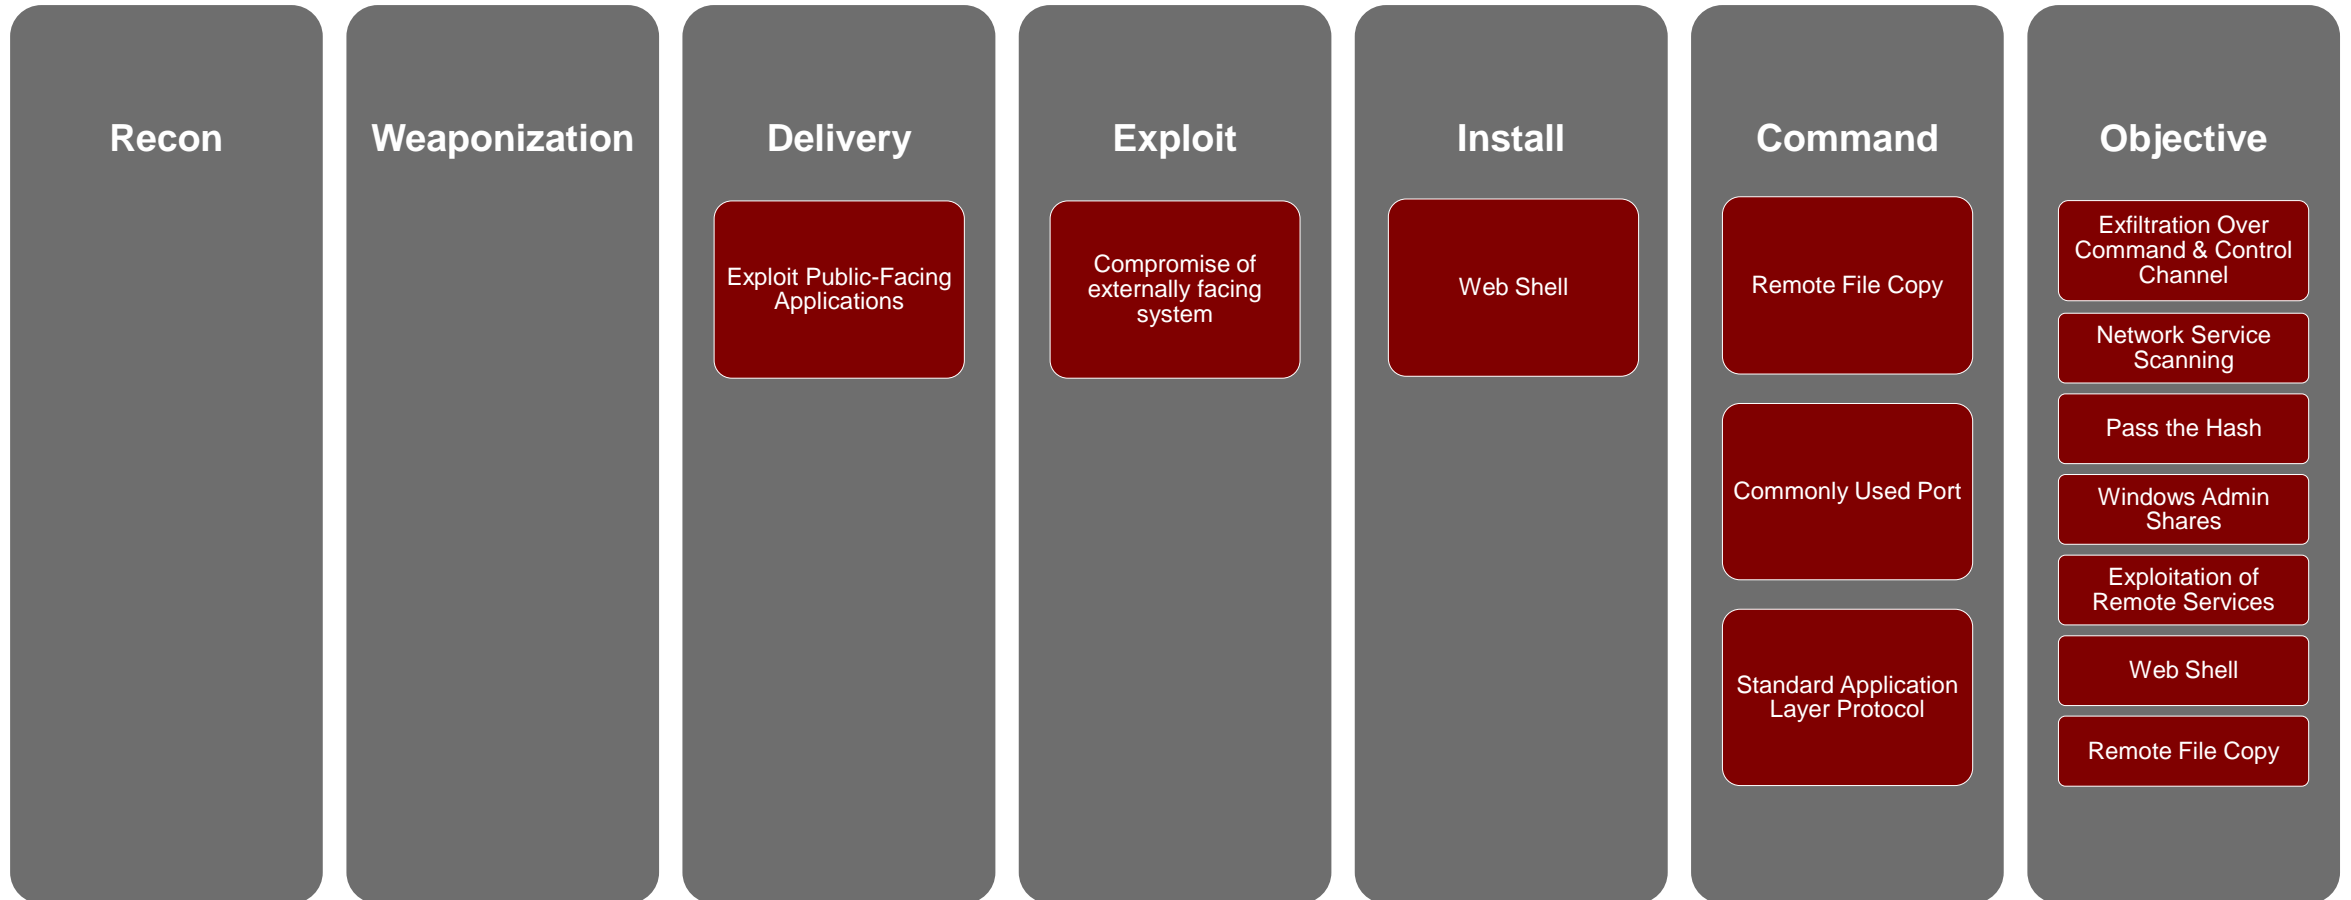 Recon
Weaponization
Delivery
Exploit Public-Facing
Applications
Exploit
Compromise of
externally facing
system
Install
Web Shell
Command
Remote File Copy
Commonly Used Port
Standard Application
Layer Protocol
Objective
Exfiltration Over
Command & Control
Channel
Network Service
Scanning
Pass the Hash
Windows Admin
Shares
Exploitation of
Remote Services
Web Shell
Remote File Copy